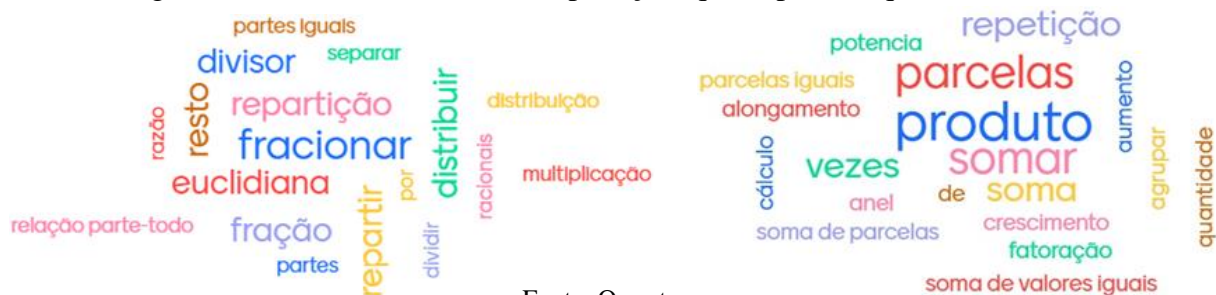 partes iguais
separar
divisor
repartição
distribuir
distribuição
razão
resto
fracionar
racionais
multiplicação
euclidiana
por
relação parte-todo
fração
repartir
dividir
partes
repetição
potencia
parcelas
parcelas iguais
alongamento
produto
aumento
cálculo
vezes
somar
agrupar
quantidade
anel
de
soma
soma de parcelas
crescimento
fatoração
soma de valores iguais